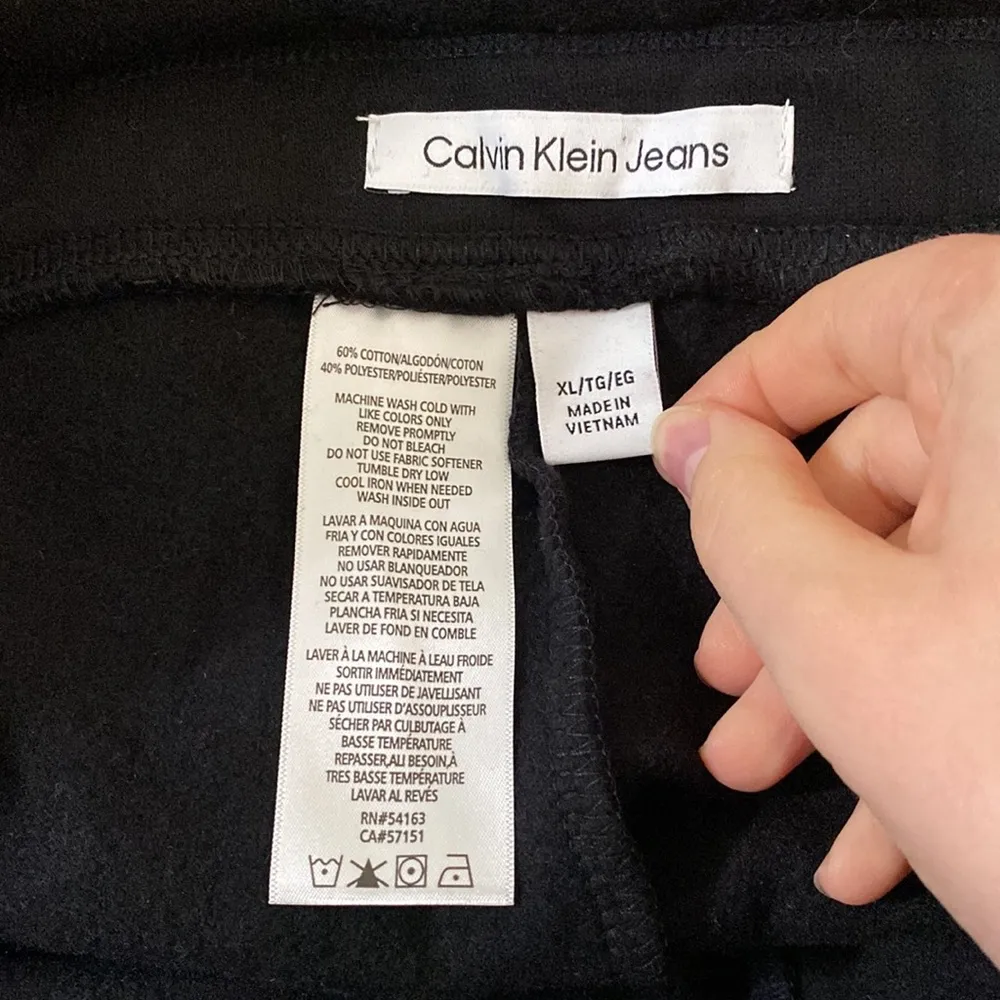 Calvin Klein Jeans
60% COTTON/ALGODÓN/COTON
40% POLYESTER/POLIÉSTER/POLYESTER
MACHINE WASH COLD WITH
LIKE COLORS ONLY
REMOVE PROMPTLY
DO NOT BLEACH
DO NOT USE FABRIC SOFTENER
TUMBLE DRY LOW
COOL IRON WHEN NEEDED
WASH INSIDE OUT
LAVAR A MAQUINA CON AGUA
FRIA Y CON COLORES IGUALES
REMOVER RAPIDAMENTE
NO USAR BLANQUEADOR
NO USAR SUAVISADOR DE TELA
SECAR A TEMPERATURA BAJA
PLANCHA FRIA SI NECESITA
LAVER DE FOND EN COMBLE
LAVER À LA MACHINE À LEAU FROIDE
SORTIR IMMÉDIATEMENT
NE PAS UTILISER DE JAVELLISANT
NE PAS UTILISER D'ASSOUPLISSEUR
SÉCHER PAR CULBUTAGE À
BASSE TEMPÉRATURE
REPASSER,ALI BESOIN,À
TRES BASSE TEMPÉRATURE
LAVAR AL REVÉS
RN#54163
CA#57151
XL/TG/EG
MADE IN
VIETNAM